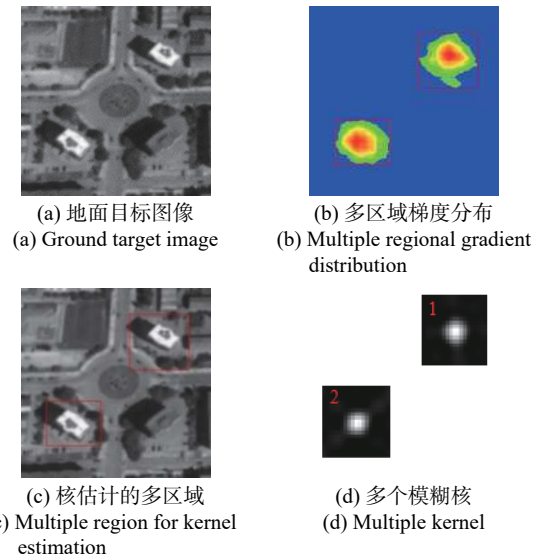 (a) 地面目标图像
(a) Ground target image
(b) 多区域梯度分布
(b) Multiple regional gradient
distribution
1
2
(c) 核估计的多区域
) Multiple region for kernel
estimation
(d) 多个模糊核
(d) Multiple kernel